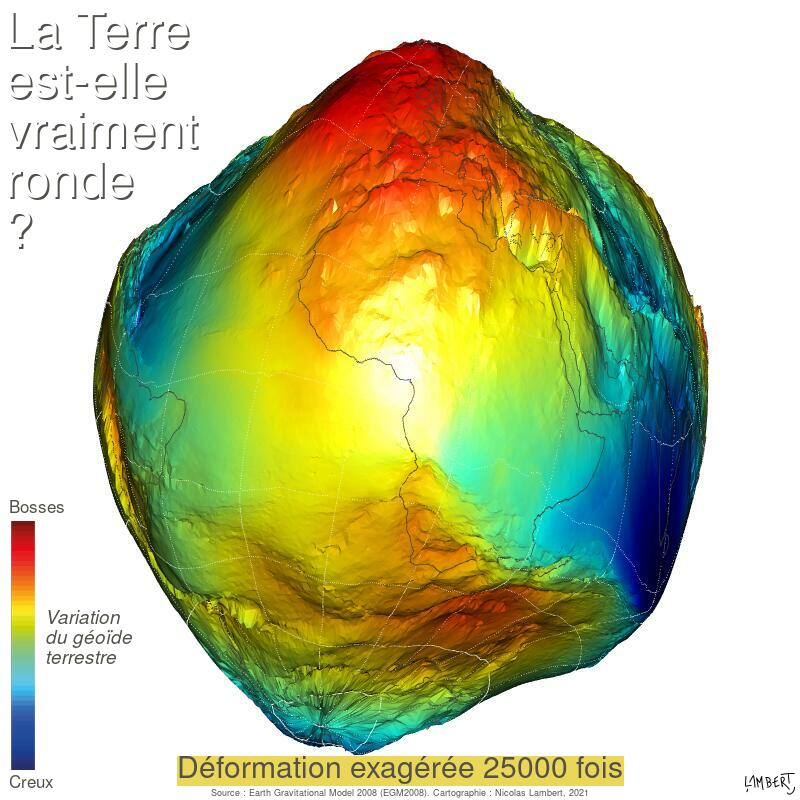 La Terre
est-elle
vraiment
ronde
?
Bosses
Variation
du géoïde
terrestre
Creux
Déformation exagérée 25000 fois
Source : Earth Gravitational Model 2008 (EGM2008). Cartographie : Nicolas Lambert, 2021
LAMBERT